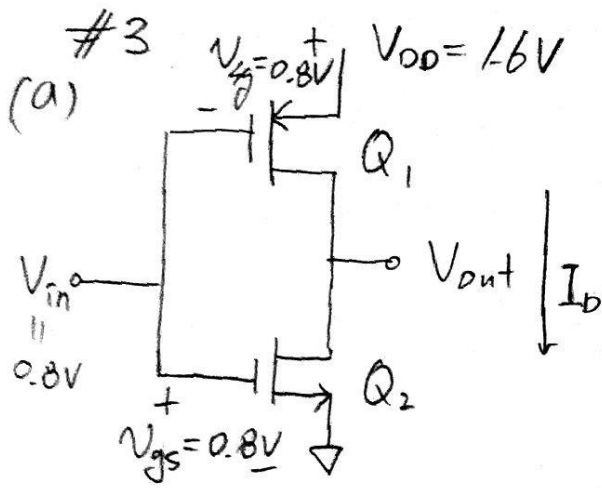 #3
(a)
V_sg=0.8V
+
-
V_DD=1.6V
Q_1
V_in
=
0.8V
V_out
I_D
Q_2
+
V_gs=0.8V
-